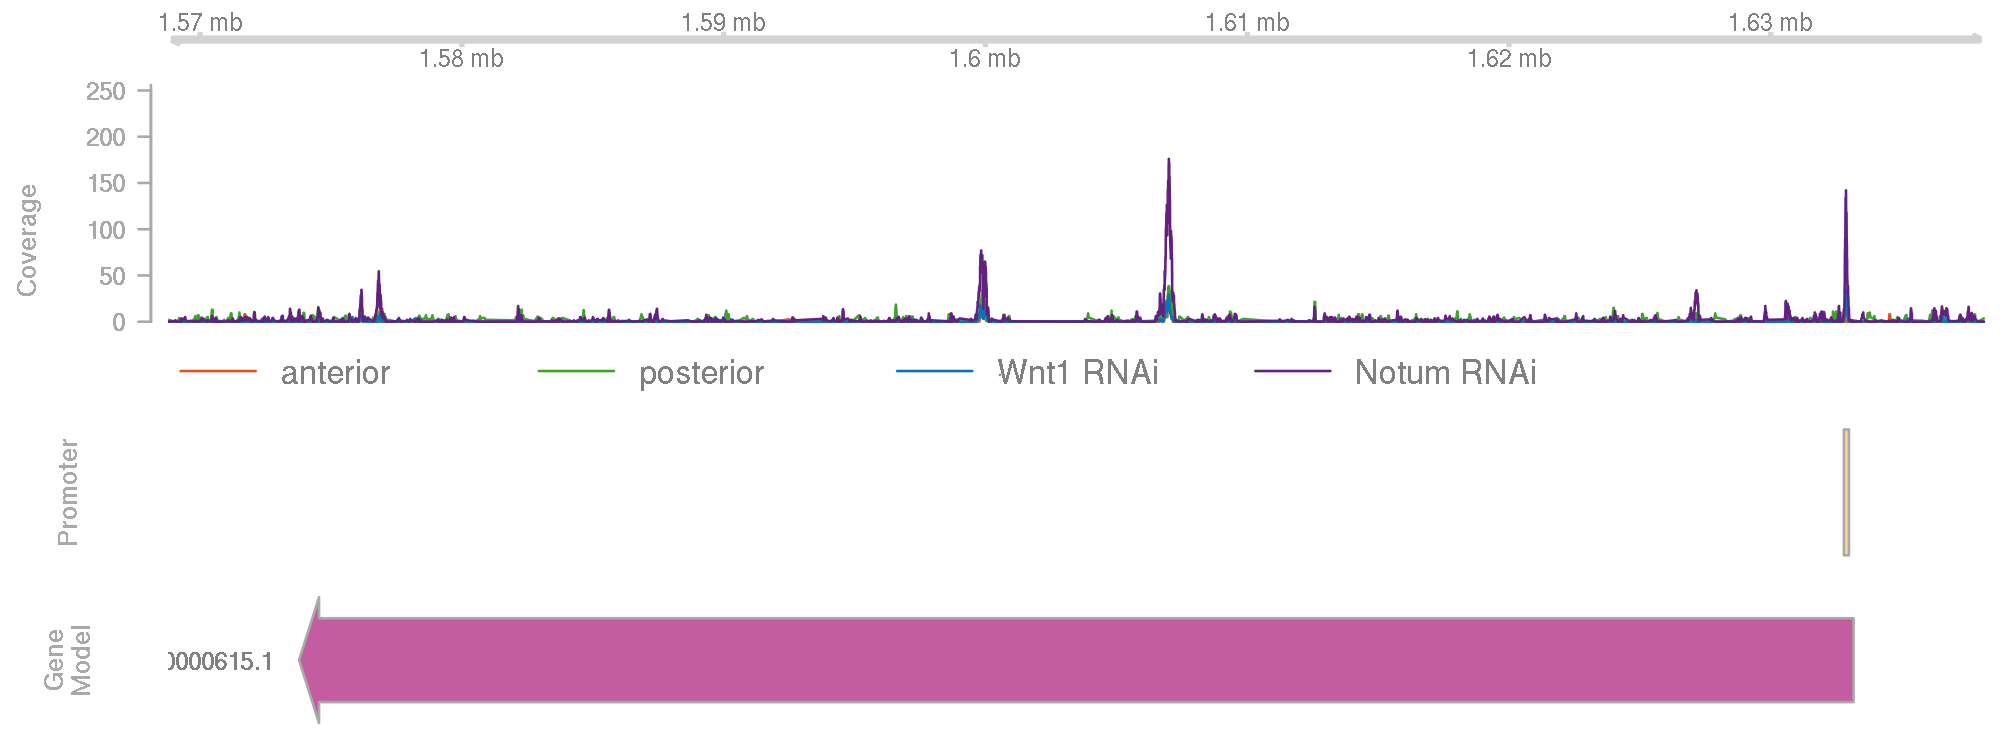 1.57 mb 1.59 mb 1.61 mb 1.63 mb
1.58 mb 1.6 mb 1.62 mb
250
200
150
100
50
0
Coverage
anterior posterior Wnt1 RNAi Notum RNAi
Promoter
Gene
Model
0000615.1